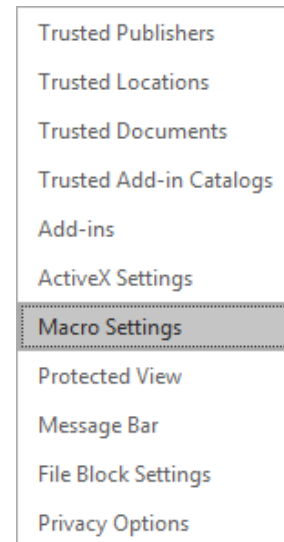 Trusted Publishers
Trusted Locations
Trusted Documents
Trusted Add-in Catalogs
Add-ins
ActiveX Settings
Macro Settings
Protected View
Message Bar
File Block Settings
Privacy Options